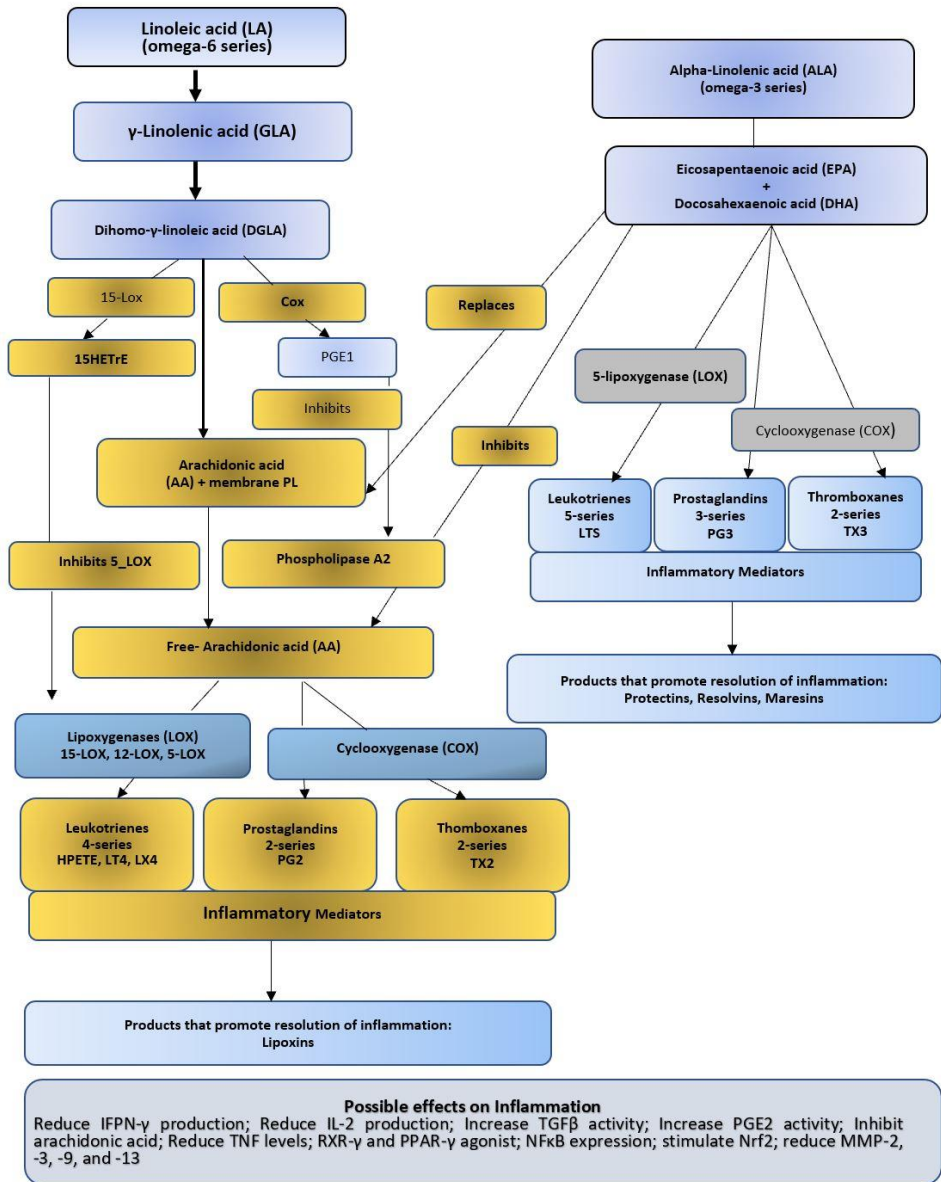 Linoleic acid (LA)
(omega-6 series)
γ-Linolenic acid (GLA)
Dihomo-γ-linoleic acid (DGLA)
15-Lox
Cox
15HETrE
PGE1
Inhibits
Arachidonic acid
(AA) + membrane PL
Inhibits 5_LOX
Phospholipase A2
Free- Arachidonic acid (AA)
Lipoxygenases (LOX)
15-LOX, 12-LOX, 5-LOX
Cyclooxygenase (COX)
Leukotrienes
4-series
HPETE, LT4, LX4
Prostaglandins
2-series
PG2
Thomboxanes
2-series
TX2
Inflammatory Mediators
Products that promote resolution of inflammation:
Lipoxins
Alpha-Linolenic acid (ALA)
(omega-3 series)
Eicosapentaenoic acid (EPA)
+
Docosahexaenoic acid (DHA)
Replaces
Inhibits
5-lipoxygenase (LOX)
Cyclooxygenase (COX)
Leukotrienes
5-series
LTS
Prostaglandins
3-series
PG3
Thromboxanes
2-series
TX3
Inflammatory Mediators
Products that promote resolution of inflammation:
Protectins, Resolvins, Maresins
Possible effects on Inflammation
Reduce IFPN-γ production; Reduce IL-2 production; Increase TGFβ activity; Increase PGE2 activity; Inhibit
arachidonic acid; Reduce TNF levels; RXR-γ and PPAR-γ agonist; NFκB expression; stimulate Nrf2; reduce MMP-2,
-3, -9, and -13